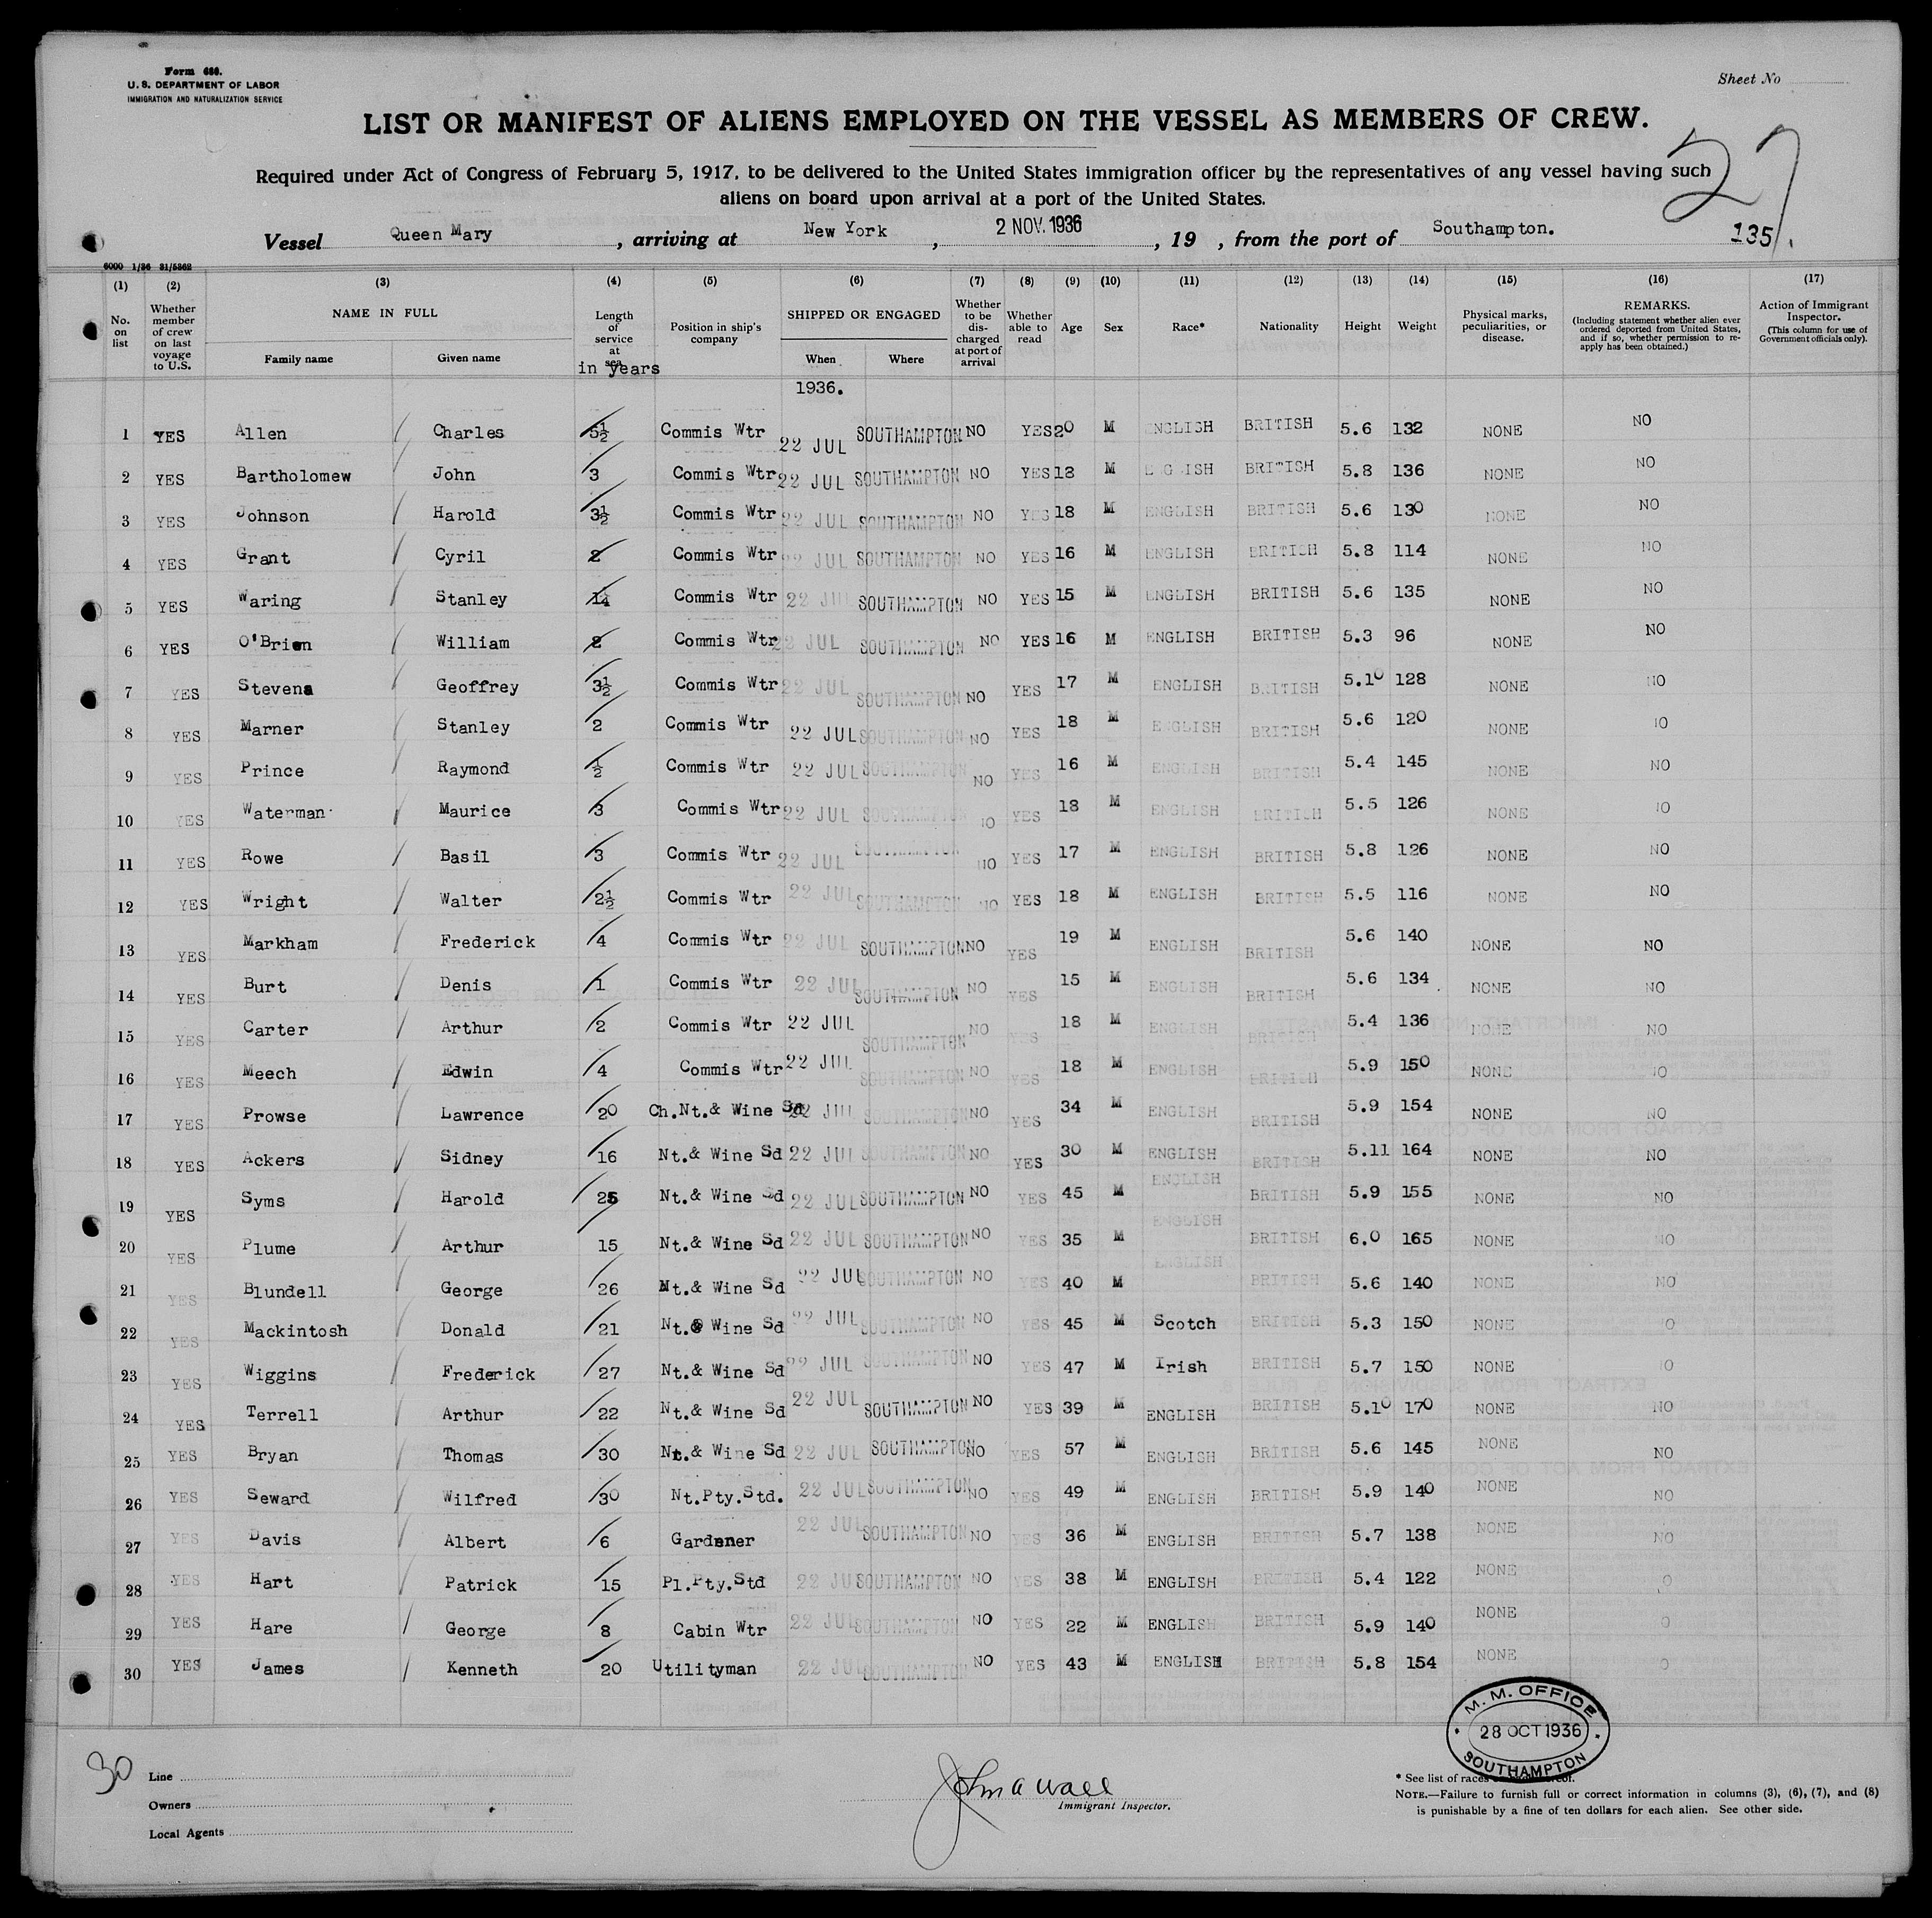 Form 680.
U. S. DEPARTMENT OF LABOR
IMMIGRATION AND NATURALIZATION SERVICE
Sheet No
LIST OR MANIFEST OF ALIENS EMPLOYED ON THE VESSEL AS MEMBERS OF CREW.
27
Required under Act of Congress of February 5, 1917, to be delivered to the United States immigration officer by the representatives of any vessel having such
aliens on board upon arrival at a port of the United States.
Vessel Queen Mary, arriving at New York, 2 NOV. 1936, 19 , from the port of Southampton. 135
6000 1/36 31/5362
(1) (2) (3) (4) (5) (6) (7) (8) (9) (10) (11) (12) (13) (14) (15) (16) (17)
No. on list Whether member of crew on last voyage to U.S. NAME IN FULL Family name Given name Length of service at sea in years Position in ship's company SHIPPED OR ENGAGED When Where Whether to be discharged at port of arrival Whether able to read Age Sex Race* Nationality Height Weight Physical marks, peculiarities, or disease. REMARKS. (Including statement whether alien ever ordered deported from United States, and if so, whether permission to re-apply has been obtained.) Action of Immigrant Inspector. (This column for use of Government officials only).
1936.
1 YES Allen Charles 5½ Commis Wtr 22 JUL SOUTHAMPTON NO YES 20 M ENGLISH BRITISH 5.6 132 NONE NO
2 YES Bartholomew John 3 Commis Wtr 22 JUL SOUTHAMPTON NO YES 18 M ENGLISH BRITISH 5.8 136 NONE NO
3 YES Johnson Harold 3½ Commis Wtr 22 JUL SOUTHAMPTON NO YES 18 M ENGLISH BRITISH 5.6 130 NONE NO
4 YES Grant Cyril 2 Commis Wtr 22 JUL SOUTHAMPTON NO YES 16 M ENGLISH BRITISH 5.8 114 NONE NO
5 YES Waring Stanley 1¼ Commis Wtr 22 JUL SOUTHAMPTON NO YES 15 M ENGLISH BRITISH 5.6 135 NONE NO
6 YES O'Brien William 2 Commis Wtr 22 JUL SOUTHAMPTON NO YES 16 M ENGLISH BRITISH 5.3 96 NONE NO
7 YES Stevens Geoffrey 3½ Commis Wtr 22 JUL SOUTHAMPTON NO YES 17 M ENGLISH BRITISH 5.10 128 NONE NO
8 YES Marner Stanley 2 Commis Wtr 22 JUL SOUTHAMPTON NO YES 18 M ENGLISH BRITISH 5.6 120 NONE NO
9 YES Prince Raymond ½ Commis Wtr 22 JUL SOUTHAMPTON NO YES 16 M ENGLISH BRITISH 5.4 145 NONE NO
10 YES Waterman Maurice 3 Commis Wtr 22 JUL SOUTHAMPTON NO YES 18 M ENGLISH BRITISH 5.5 126 NONE NO
11 YES Rowe Basil 3 Commis Wtr 22 JUL SOUTHAMPTON NO YES 17 M ENGLISH BRITISH 5.8 126 NONE NO
12 YES Wright Walter 2½ Commis Wtr 22 JUL SOUTHAMPTON NO YES 18 M ENGLISH BRITISH 5.5 116 NONE NO
13 YES Markham Frederick 4 Commis Wtr 22 JUL SOUTHAMPTON NO YES 19 M ENGLISH BRITISH 5.6 140 NONE NO
14 YES Burt Denis 1 Commis Wtr 22 JUL SOUTHAMPTON NO YES 15 M ENGLISH BRITISH 5.6 134 NONE NO
15 YES Carter Arthur 2 Commis Wtr 22 JUL SOUTHAMPTON NO YES 18 M ENGLISH BRITISH 5.4 136 NONE NO
16 YES Meech Edwin 4 Commis Wtr 22 JUL SOUTHAMPTON NO YES 18 M ENGLISH BRITISH 5.9 150 NONE NO
17 YES Prowse Lawrence 20 Ch.Nt.& Wine Sd 22 JUL SOUTHAMPTON NO YES 34 M ENGLISH BRITISH 5.9 154 NONE NO
18 YES Ackers Sidney 16 Nt.& Wine Sd 22 JUL SOUTHAMPTON NO YES 30 M ENGLISH BRITISH 5.11 164 NONE NO
19 YES Syms Harold 25 Nt.& Wine Sd 22 JUL SOUTHAMPTON NO YES 45 M ENGLISH BRITISH 5.9 155 NONE NO
20 YES Plume Arthur 15 Nt.& Wine Sd 22 JUL SOUTHAMPTON NO YES 35 M ENGLISH BRITISH 6.0 165 NONE NO
21 YES Blundell George 26 Nt.& Wine Sd 22 JUL SOUTHAMPTON NO YES 40 M ENGLISH BRITISH 5.6 140 NONE NO
22 YES Mackintosh Donald 21 Nt.& Wine Sd 22 JUL SOUTHAMPTON NO YES 45 M Scotch BRITISH 5.3 150 NONE NO
23 YES Wiggins Frederick 27 Nt.& Wine Sd 22 JUL SOUTHAMPTON NO YES 47 M Irish BRITISH 5.7 150 NONE NO
24 YES Terrell Arthur 22 Nt.& Wine Sd 22 JUL SOUTHAMPTON NO YES 39 M ENGLISH BRITISH 5.10 170 NONE NO
25 YES Bryan Thomas 30 Nt.& Wine Sd 22 JUL SOUTHAMPTON NO YES 57 M ENGLISH BRITISH 5.6 145 NONE NO
26 YES Seward Wilfred 30 Nt.Pty.Std. 22 JUL SOUTHAMPTON NO YES 49 M ENGLISH BRITISH 5.9 140 NONE NO
27 YES Davis Albert 6 Gardener 22 JUL SOUTHAMPTON NO YES 36 M ENGLISH BRITISH 5.7 138 NONE NO
28 YES Hart Patrick 15 Pl.Pty.Std 22 JUL SOUTHAMPTON NO YES 38 M ENGLISH BRITISH 5.4 122 NONE NO
29 YES Hare George 8 Cabin Wtr 22 JUL SOUTHAMPTON NO YES 22 M ENGLISH BRITISH 5.9 140 NONE NO
30 YES James Kenneth 20 Utilityman 22 JUL SOUTHAMPTON NO YES 43 M ENGLISH BRITISH 5.8 154 NONE NO
M. M. OFFICE
28 OCT 1936
SOUTHAMPTON
30
Line
Owners
Local Agents
John A Wall
Immigrant Inspector.
* See list of races
NOTE.—Failure to furnish full or correct information in columns (3), (6), (7), and (8)
is punishable by a fine of ten dollars for each alien. See other side.